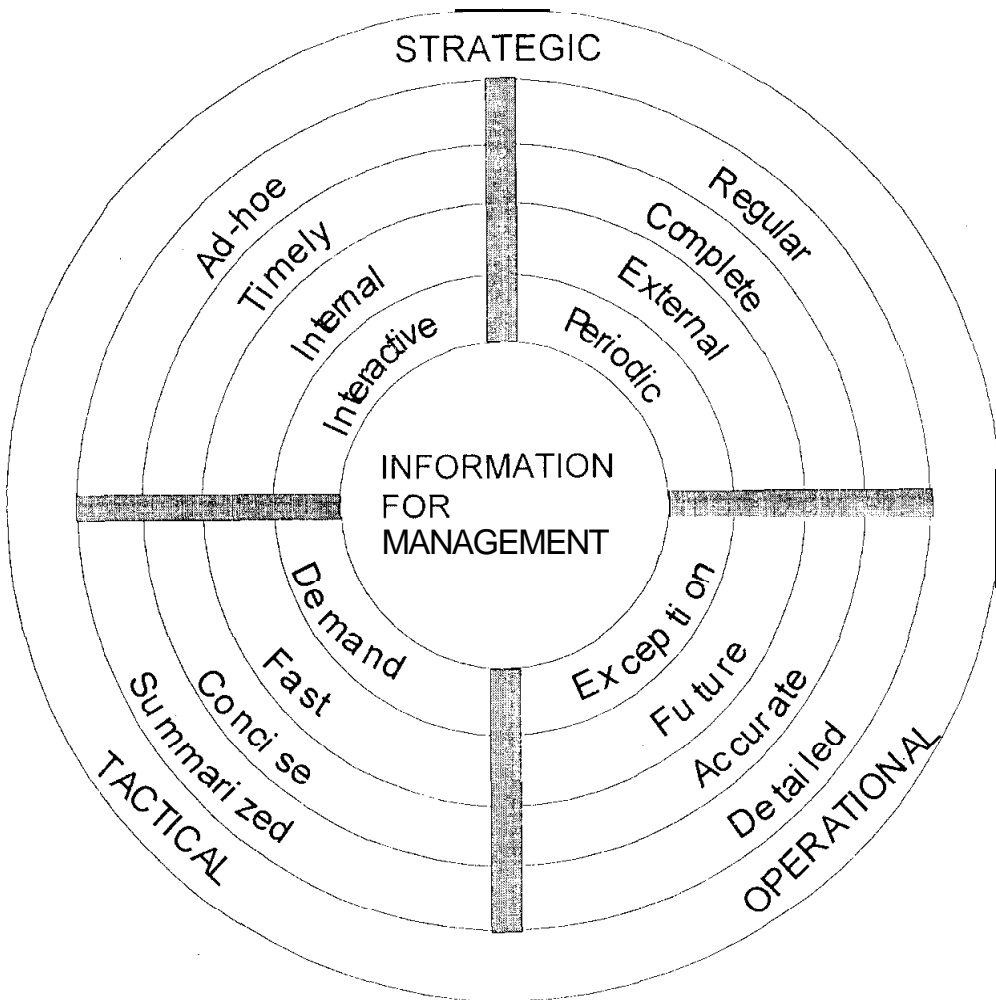 STRATEGIC
Ad-hoe
Timely
Internal
Interactive
Regular
Complete
External
Periodic
INFORMATION
FOR
MANAGEMENT
Demand
Fast
Concise
Summarized
TACTICAL
Exception
Future
Accurate
Detailed
OPERATIONAL